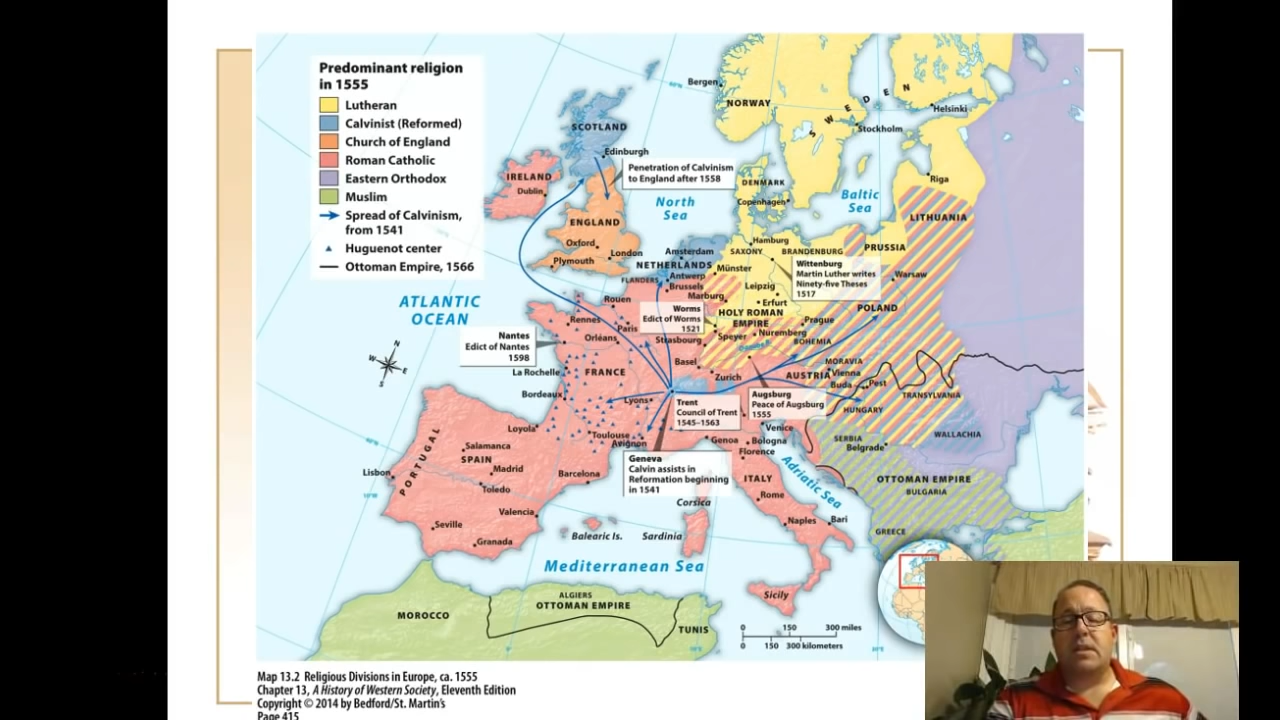 Predominant religion
in 1555
Lutheran
Calvinist (Reformed)
Church of England
Roman Catholic
Eastern Orthodox
Muslim
Spread of Calvinism,
from 1541
Huguenot center
Ottoman Empire, 1566
Bergen
NORWAY
SWEDEN
Helsinki
Stockholm
SCOTLAND
Edinburgh
Penetration of Calvinism
to England after 1558
IRELAND
Dublin
North
Sea
DENMARK
Copenhagen
Baltic
Sea
Riga
LITHUANIA
ENGLAND
Oxford
London
Plymouth
Amsterdam
NETHERLANDS
FLANDERS
Antwerp
Brussels
Hamburg
SAXONY
BRANDENBURG
PRUSSIA
Münster
Wittenburg
Martin Luther writes
Ninety-five Theses
1517
Warsaw
Leipzig
Marburg
Erfurt
ATLANTIC
OCEAN
Rouen
Worms
Edict of Worms
1521
HOLY ROMAN
EMPIRE
Prague
POLAND
Rennes
Paris
Orléans
Speyer
Nüremberg
BOHEMIA
Strasbourg
Danube
Nantes
Edict of Nantes
1598
N
W
E
S
La Rochelle
FRANCE
Basel
Zurich
MORAVIA
AUSTRIA
Vienna
Buda
Pest
TRANSYLVANIA
Bordeaux
Lyons
Trent
Council of Trent
1545–1563
Augsburg
Peace of Augsburg
1555
HUNGARY
Loyola
Toulouse
Avignon
Genoa
Venice
Bologna
Florence
SERBIA
Belgrade
WALLACHIA
PORTUGAL
Salamanca
SPAIN
Madrid
Lisbon
Toledo
Barcelona
Geneva
Calvin assists in
Reformation beginning
in 1541
Adriatic Sea
ITALY
OTTOMAN EMPIRE
BULGARIA
Corsica
Rome
Valencia
Seville
Granada
Balearic Is.
Sardinia
Naples
Bari
GREECE
Mediterranean Sea
Sicily
MOROCCO
ALGIERS
OTTOMAN EMPIRE
TUNIS
0 150 300 miles
0 150 300 kilometers
Map 13.2 Religious Divisions in Europe, ca. 1555
Chapter 13, A History of Western Society, Eleventh Edition
Copyright © 2014 by Bedford/St. Martin's
Page 415